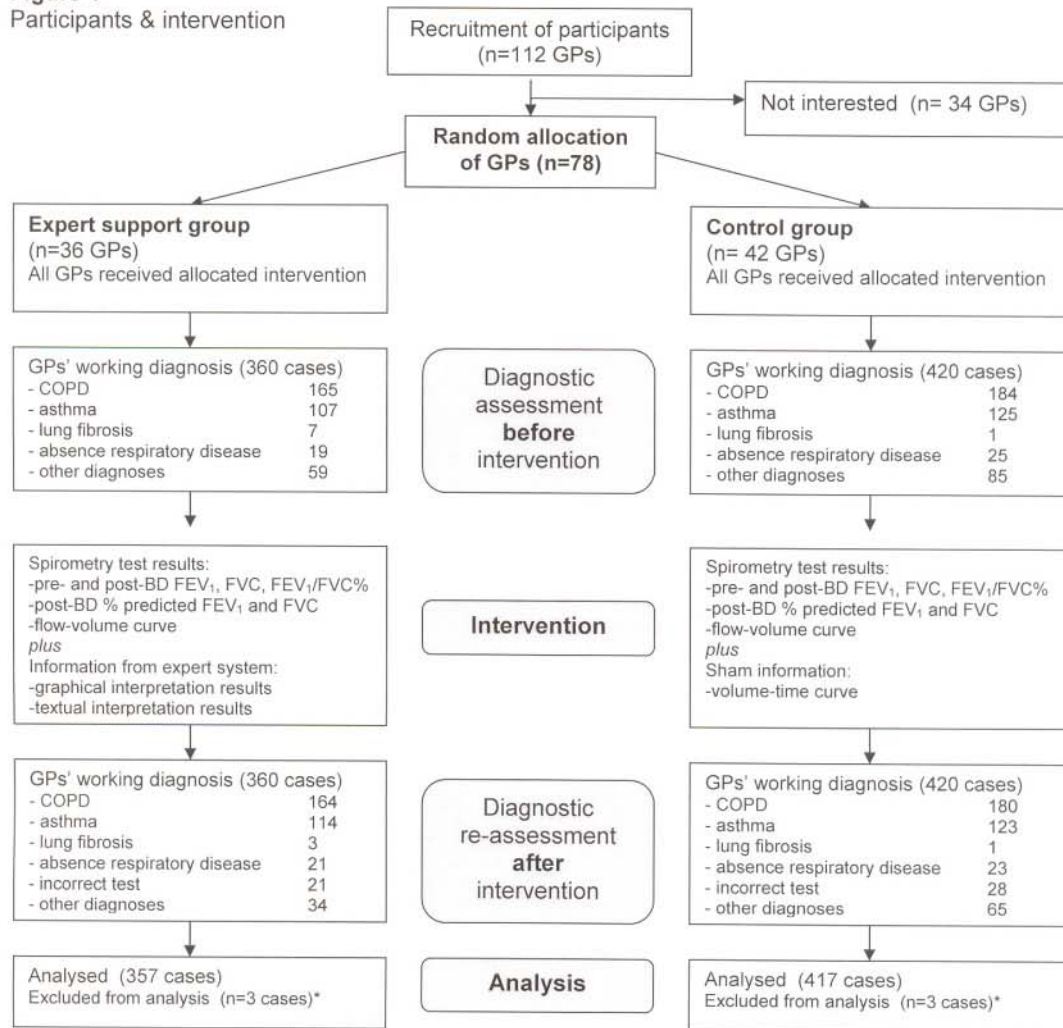 Participants & intervention
Recruitment of participants
(n=112 GPs)
Not interested (n= 34 GPs)
Random allocation
of GPs (n=78)
Expert support group
(n=36 GPs)
All GPs received allocated intervention
Control group
(n= 42 GPs)
All GPs received allocated intervention
GPs' working diagnosis (360 cases)
- COPD 165
- asthma 107
- lung fibrosis 7
- absence respiratory disease 19
- other diagnoses 59
Diagnostic
assessment
before
intervention
GPs' working diagnosis (420 cases)
- COPD 184
- asthma 125
- lung fibrosis 1
- absence respiratory disease 25
- other diagnoses 85
Spirometry test results:
-pre- and post-BD FEV₁, FVC, FEV₁/FVC%
-post-BD % predicted FEV₁ and FVC
-flow-volume curve
plus
Information from expert system:
-graphical interpretation results
-textual interpretation results
Intervention
Spirometry test results:
-pre- and post-BD FEV₁, FVC, FEV₁/FVC%
-post-BD % predicted FEV₁ and FVC
-flow-volume curve
plus
Sham information:
-volume-time curve
GPs' working diagnosis (360 cases)
- COPD 164
- asthma 114
- lung fibrosis 3
- absence respiratory disease 21
- incorrect test 21
- other diagnoses 34
Diagnostic
re-assessment
after
intervention
GPs' working diagnosis (420 cases)
- COPD 180
- asthma 123
- lung fibrosis 1
- absence respiratory disease 23
- incorrect test 28
- other diagnoses 65
Analysed (357 cases)
Excluded from analysis (n=3 cases)*
Analysis
Analysed (417 cases)
Excluded from analysis (n=3 cases)*